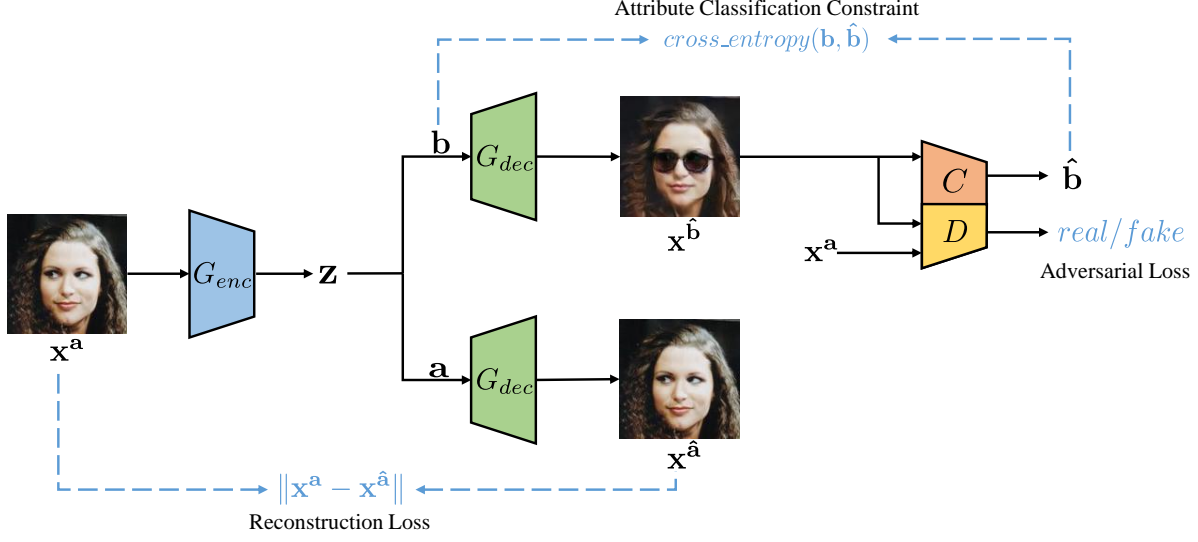 Attribute Classification Constraint
cross_entropy(b, b̂)
b
G_dec
C
b̂
x^b̂
D
real/fake
x^a
Adversarial Loss
G_enc
z
x^a
a
G_dec
x^â
‖x^a − x^â‖
Reconstruction Loss